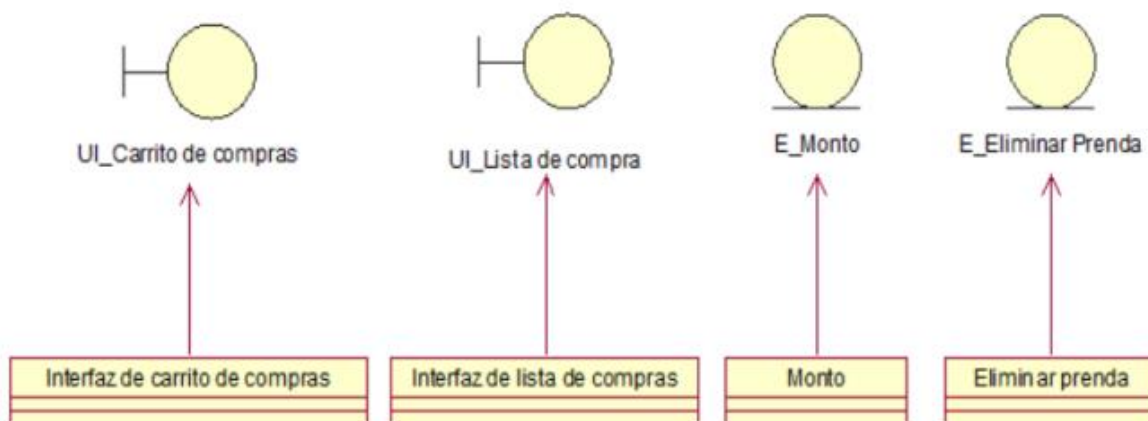 UI_Carrito de compras
UI_Lista de compra
E_Monto
E_Eliminar Prenda
Interfaz de carrito de compras
Interfaz de lista de compras
Monto
Eliminar prenda